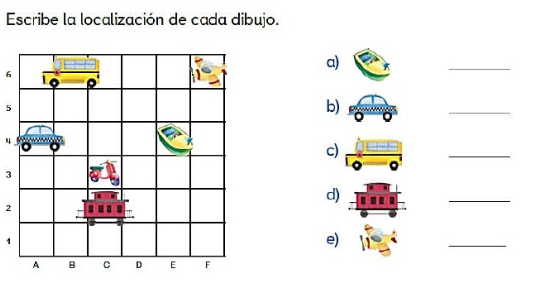 Escribe la localización de cada dibujo.
6
5
4
3
2
1
A B C D E F
a)
b)
c)
d)
e)